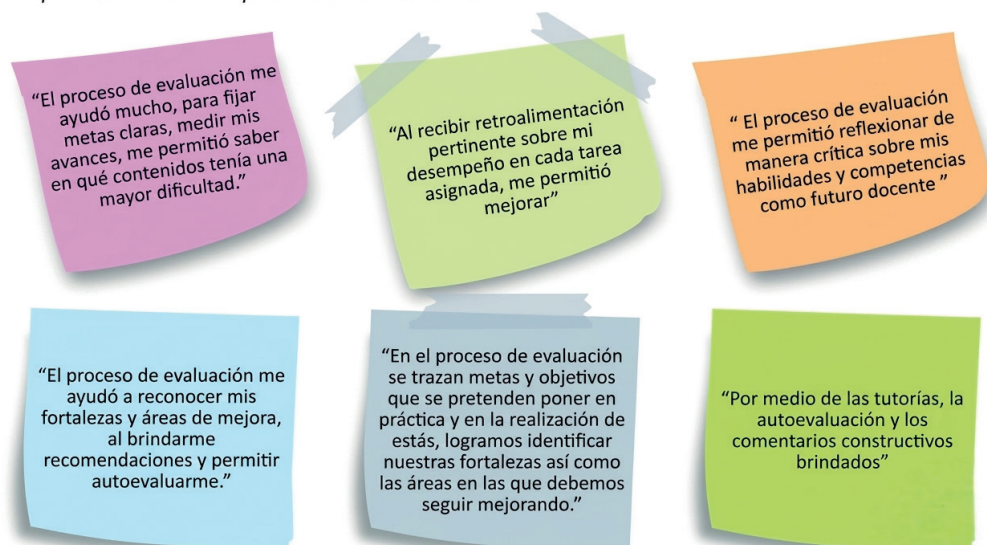 “El proceso de evaluación me
ayudó mucho, para fijar
metas claras, medir mis
avances, me permitió saber
en qué contenidos tenía una
mayor dificultad.”
“Al recibir retroalimentación
pertinente sobre mi
desempeño en cada tarea
asignada, me permitió
mejorar”
“ El proceso de evaluación
me permitió reflexionar de
manera crítica sobre mis
habilidades y competencias
como futuro docente ”
“El proceso de evaluación me
ayudó a reconocer mis
fortalezas y áreas de mejora,
al brindarme
recomendaciones y permitir
autoevaluarme.”
“En el proceso de evaluación
se trazan metas y objetivos
que se pretenden poner en
práctica y en la realización de
estás, logramos identificar
nuestras fortalezas así como
las áreas en las que debemos
seguir mejorando.”
“Por medio de las tutorías, la
autoevaluación y los
comentarios constructivos
brindados”